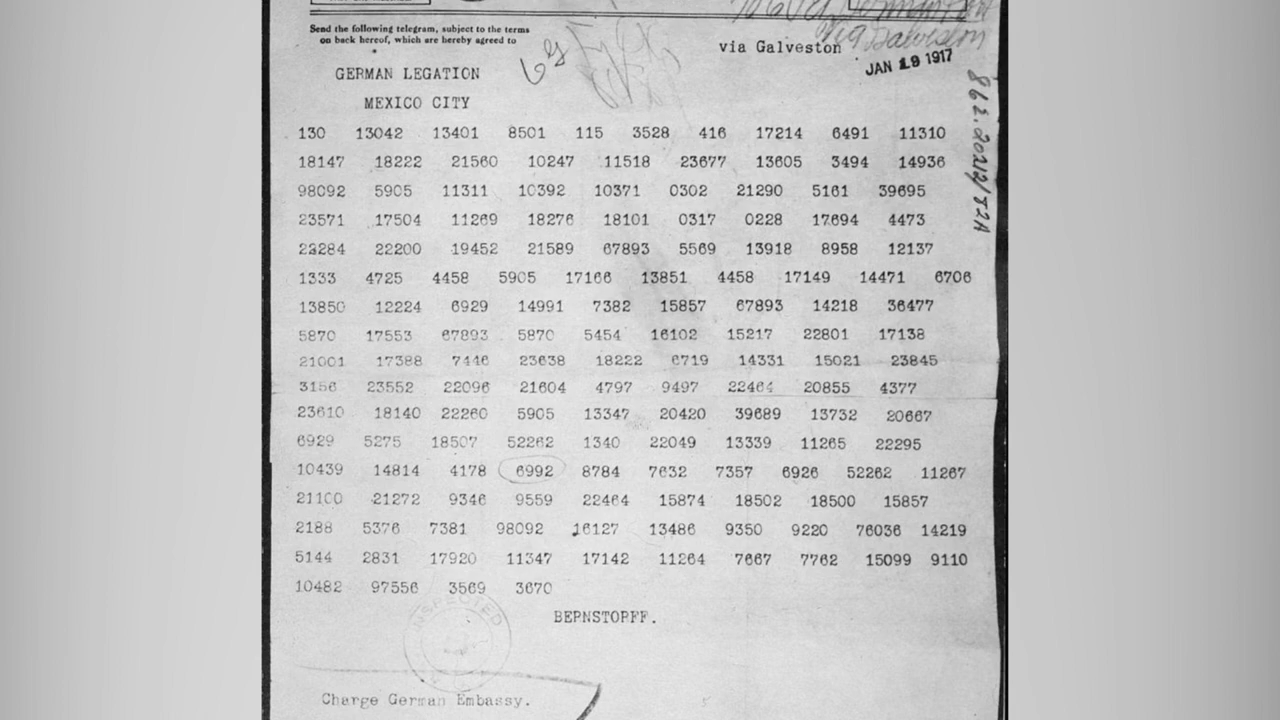 Send the following telegram, subject to the terms
on back hereof, which are hereby agreed to
via Galveston
JAN 19 1917
GERMAN LEGATION
MEXICO CITY
130 13042 13401 8501 115 3528 416 17214 6491 11310
18147 18222 21560 10247 11518 23677 13605 3494 14936
98092 5905 11311 10392 10371 0302 21290 5161 39695
23571 17504 11269 18276 18101 0317 0228 17694 4473
22284 22200 19452 21589 67893 5569 13918 8958 12137
1333 4725 4458 5905 17166 13851 4458 17149 14471 6706
13850 12224 6929 14991 7382 15857 67893 14218 36477
5870 17553 67893 5870 5454 16102 15217 22801 17138
21001 17388 7446 23638 18222 6719 14331 15021 23845
3156 23552 22096 21604 4797 9497 22464 20855 4377
23610 18140 22260 5905 13347 20420 39689 13732 20667
6929 5275 18507 52262 1340 22049 13339 11265 22295
10439 14814 4178 6992 8784 7632 7357 6926 52262 11267
21100 21272 9346 9559 22464 15874 18502 18500 15857
2188 5376 7381 98092 16127 13486 9350 9220 76036 14219
5144 2831 17920 11347 17142 11264 7667 7762 15099 9110
10482 97556 3569 3670
BEPNSTOPFF.
Charge German Embassy.
862.20212/82A